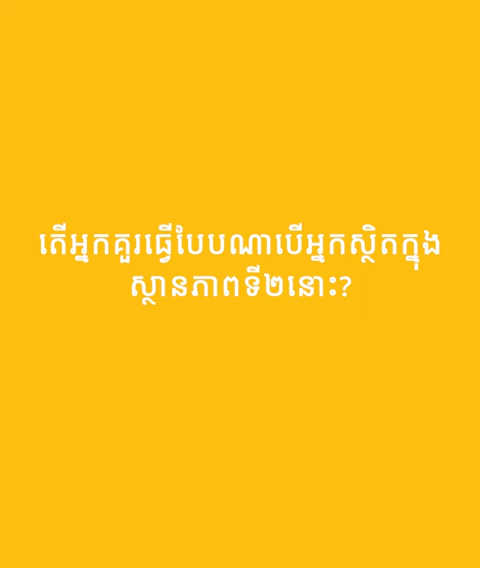 តើអ្នកគួរធ្វើបែបណាបើអ្នកស្ថិតក្នុង
ស្ថានភាពទី២នោះ?